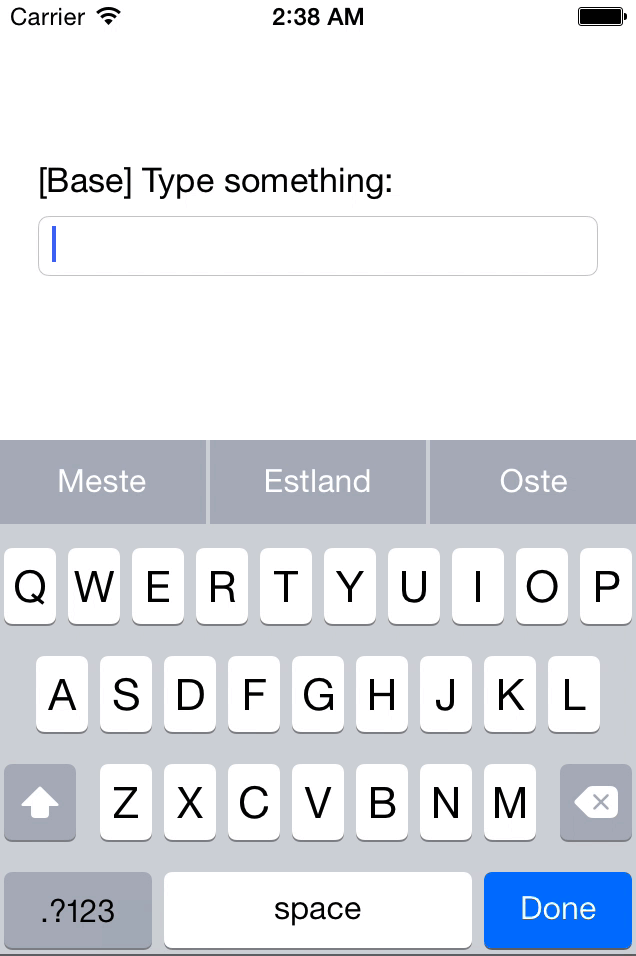 Carrier 2:38 AM
[Base] Type something:
Meste Estland Oste
Q W E R T Y U I O P
A S D F G H J K L
Z X C V B N M
.?123 space Done